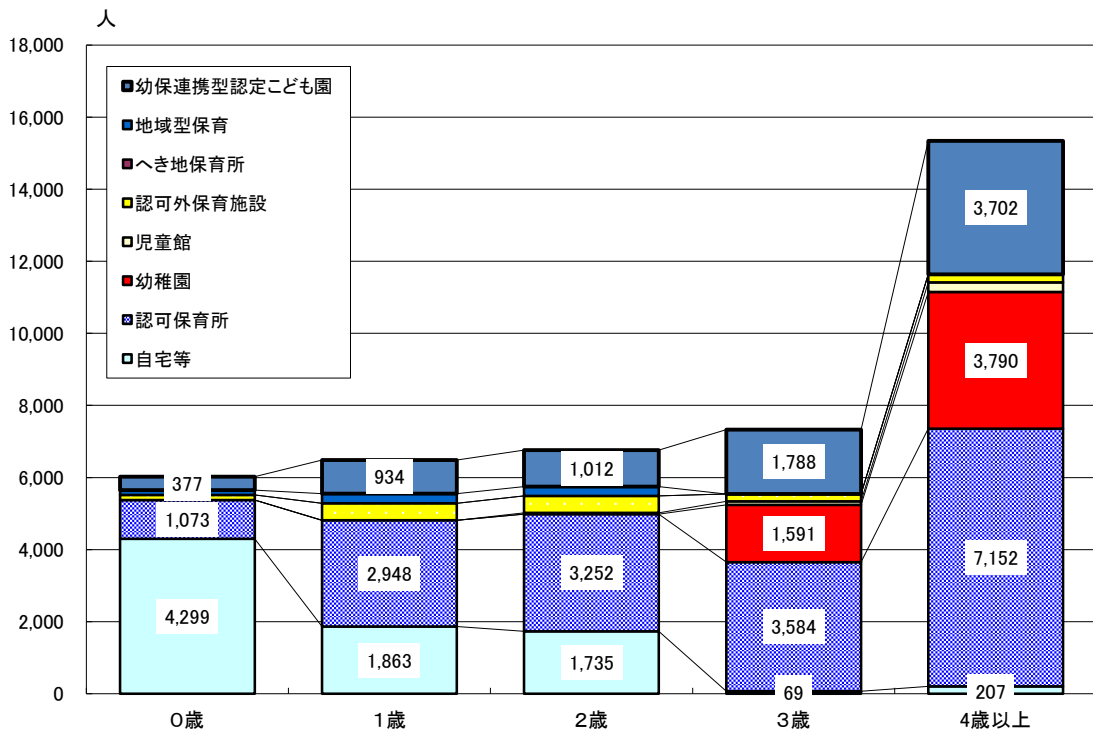 人
18,000
16,000
14,000
12,000
10,000
8,000
6,000
4,000
2,000
0
幼保連携型認定こども園
地域型保育
へき地保育所
認可外保育施設
児童館
幼稚園
認可保育所
自宅等
377
1,073
4,299
934
2,948
1,863
1,012
3,252
1,735
1,788
1,591
3,584
69
3,702
3,790
7,152
207
0歳
1歳
2歳
3歳
4歳以上